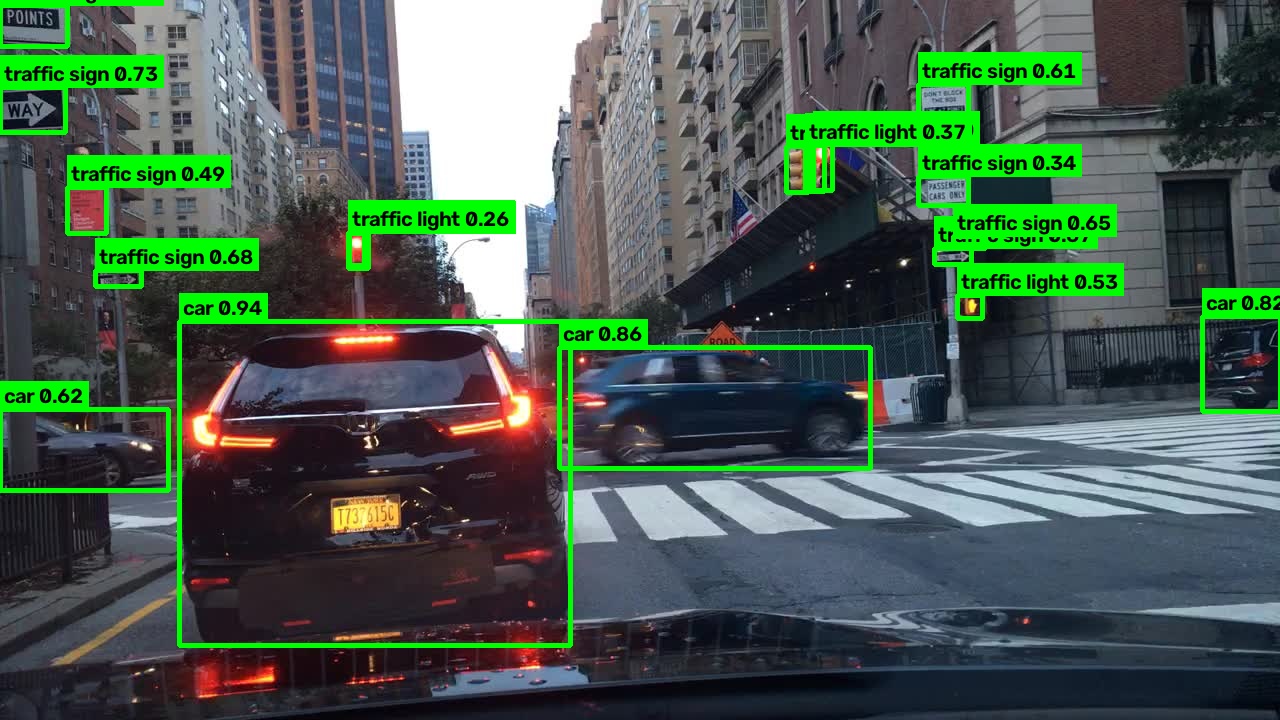 POINTS
traffic sign 0.73
WAY
traffic sign 0.49
traffic sign 0.68
traffic light 0.26
car 0.94
car 0.86
car 0.62
traffic sign 0.61
DON'T BLOCK
THE BOX
traffic light 0.37
traffic sign 0.34
PASSENGER
CARS ONLY
traffic sign 0.65
traffic light 0.53
car 0.82
ROAD
AWD
T737615C